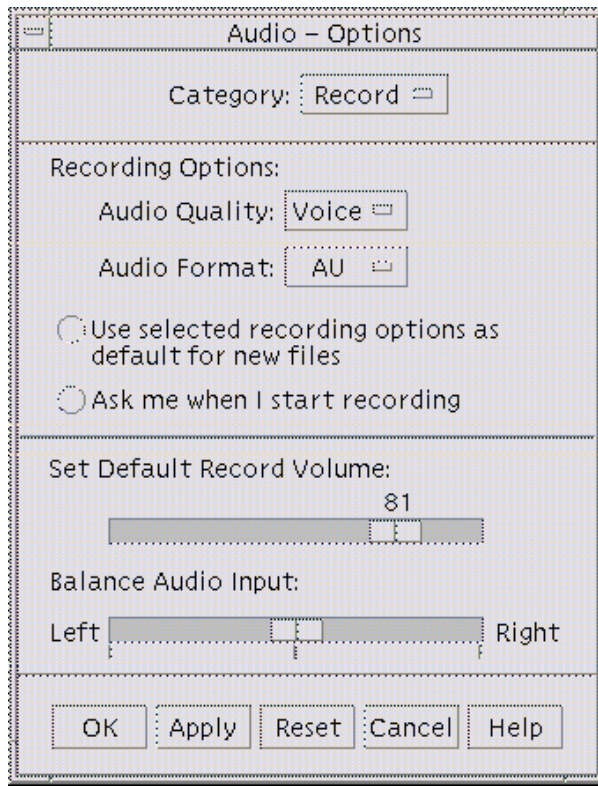 Audio – Options
Category: Record
Recording Options:
Audio Quality: Voice
Audio Format: AU
Use selected recording options as
default for new files
Ask me when I start recording
Set Default Record Volume:
81
Balance Audio Input:
Left Right
OK Apply Reset Cancel Help